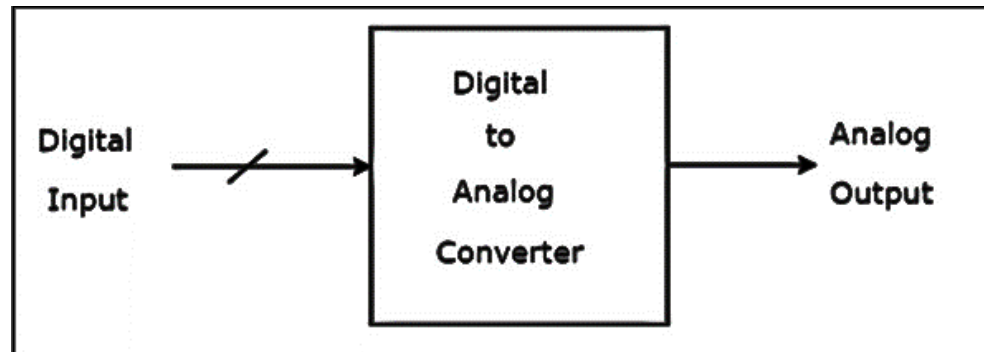 Digital
Input
Digital
to
Analog
Converter
Analog
Output